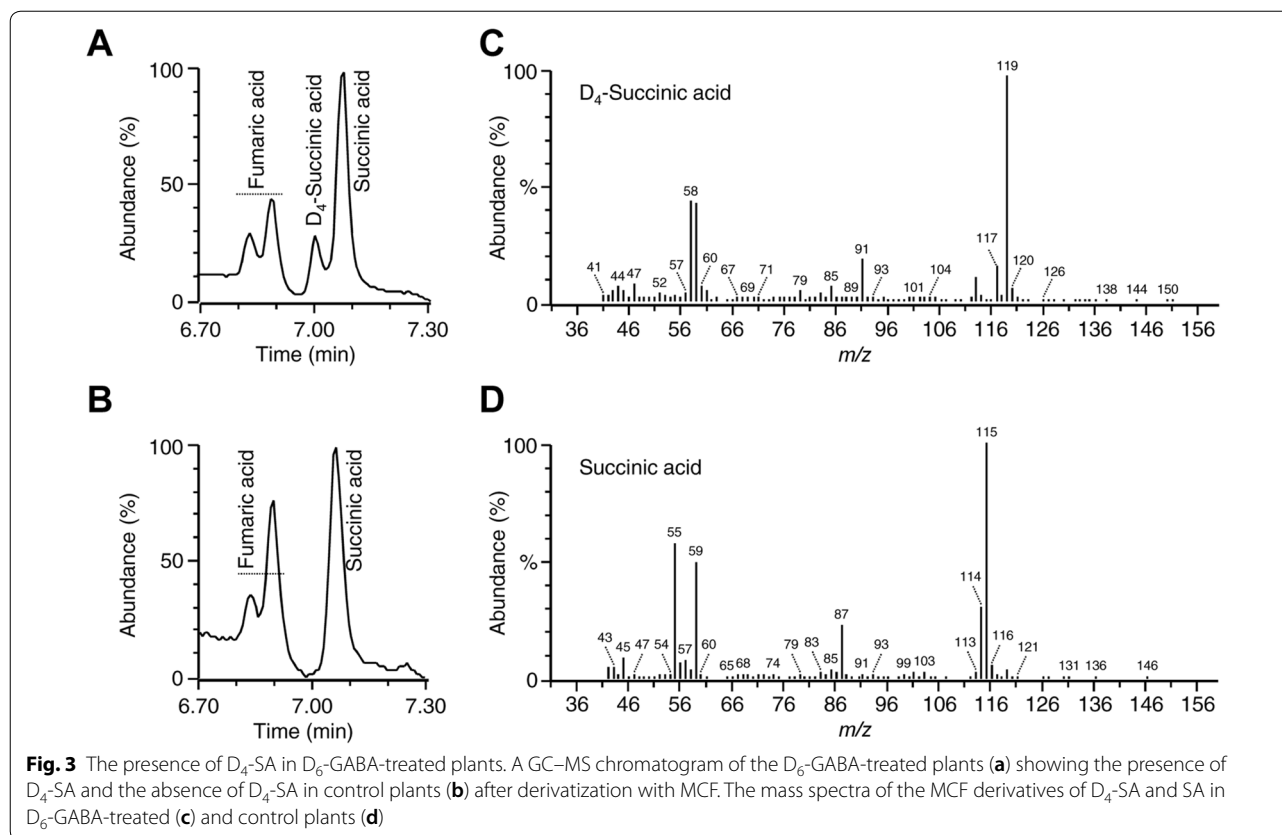 A
Abundance (%)
100
50
0
Fumaric acid
D₄-Succinic acid
Succinic acid
6.70 7.00 7.30
Time (min)
C
D₄-Succinic acid
Abundance (%)
100
%
0
41 44 47 52 57 58 60 67 69 71 79 85 89 91 93 101 104 117 119 120 126 138 144 150
36 46 56 66 76 86 96 106 116 126 136 146 156
m/z
B
Abundance (%)
100
50
0
Fumaric acid
Succinic acid
6.70 7.00 7.30
Time (min)
D
Succinic acid
Abundance (%)
100
%
0
43 45 47 54 55 57 59 60 65 68 74 79 83 85 87 91 93 99 103 113 114 115 116 121 131 136 146
36 46 56 66 76 86 96 106 116 126 136 146 156
m/z
Fig. 3 The presence of D₄-SA in D₆-GABA-treated plants. A GC–MS chromatogram of the D₆-GABA-treated plants (a) showing the presence of
D₄-SA and the absence of D₄-SA in control plants (b) after derivatization with MCF. The mass spectra of the MCF derivatives of D₄-SA and SA in
D₆-GABA-treated (c) and control plants (d)